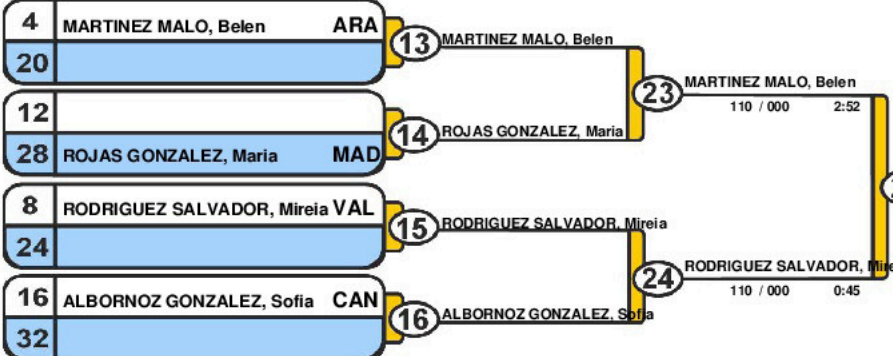 4 MARTINEZ MALO, Belen ARA
20
13
MARTINEZ MALO, Belen
12
28 ROJAS GONZALEZ, Maria MAD
14
ROJAS GONZALEZ, Maria
23
MARTINEZ MALO, Belen
110 / 000 2:52
8 RODRIGUEZ SALVADOR, Mireia VAL
24
15
RODRIGUEZ SALVADOR, Mireia
16 ALBORNOZ GONZALEZ, Sofia CAN
32
16
ALBORNOZ GONZALEZ, Sofia
24
RODRIGUEZ SALVADOR,
110 / 000 0:45